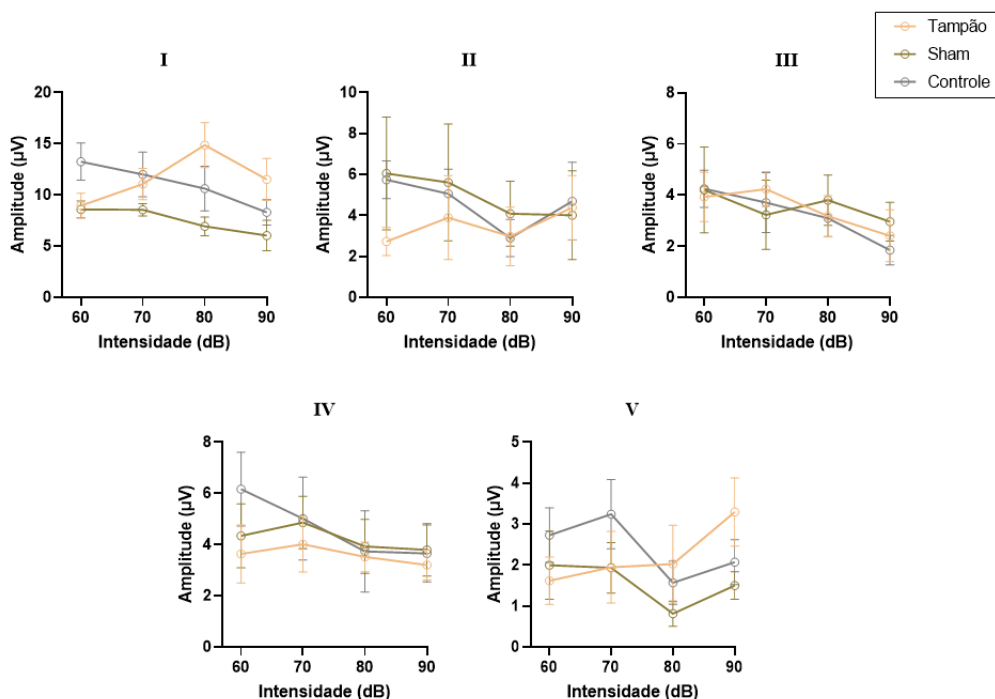 Tampão
Sham
Controle
I
20
15
10
5
0
Amplitude (µV)
60 70 80 90
Intensidade (dB)
II
10
8
6
4
2
0
Amplitude (µV)
60 70 80 90
Intensidade (dB)
III
8
6
4
2
0
Amplitude (µV)
60 70 80 90
Intensidade (dB)
IV
8
6
4
2
0
Amplitude (µV)
60 70 80 90
Intensidade (dB)
V
5
4
3
2
1
0
Amplitude (µV)
60 70 80 90
Intensidade (dB)